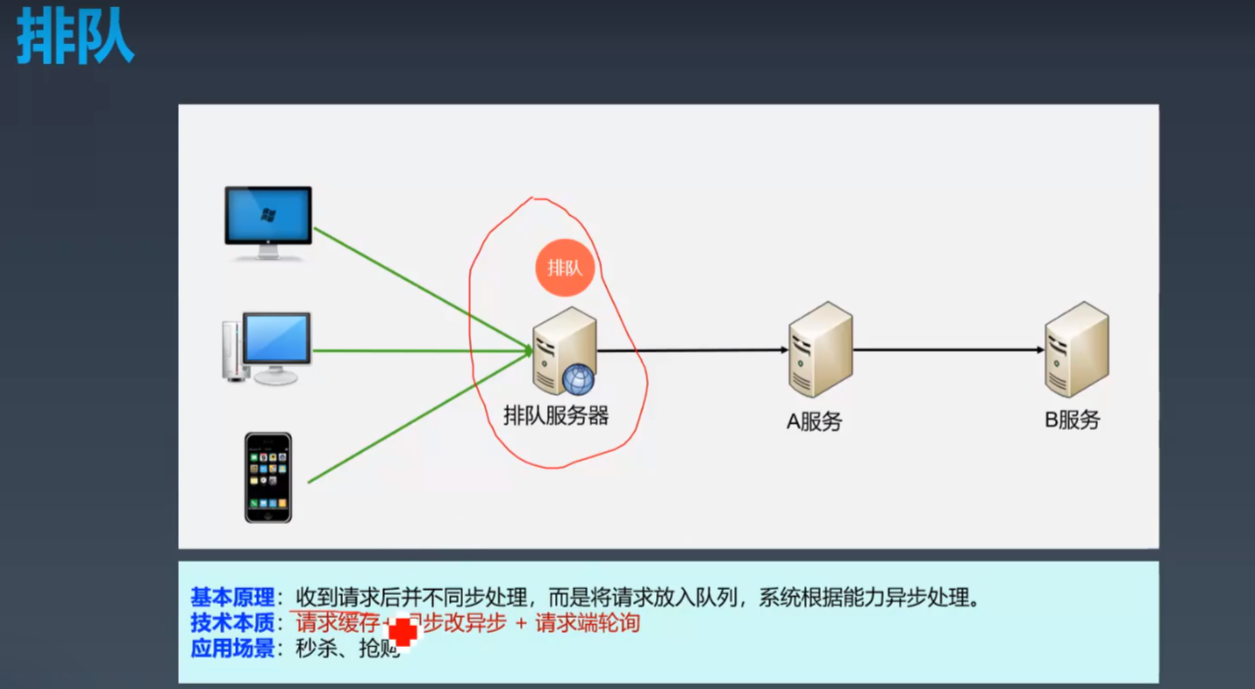 排队
排队
排队服务器
A服务
B服务
基本原理：收到请求后并不同步处理，而是将请求放入队列，系统根据能力异步处理。
技术本质：请求缓存+ 同步改异步 + 请求端轮询
应用场景：秒杀、抢购